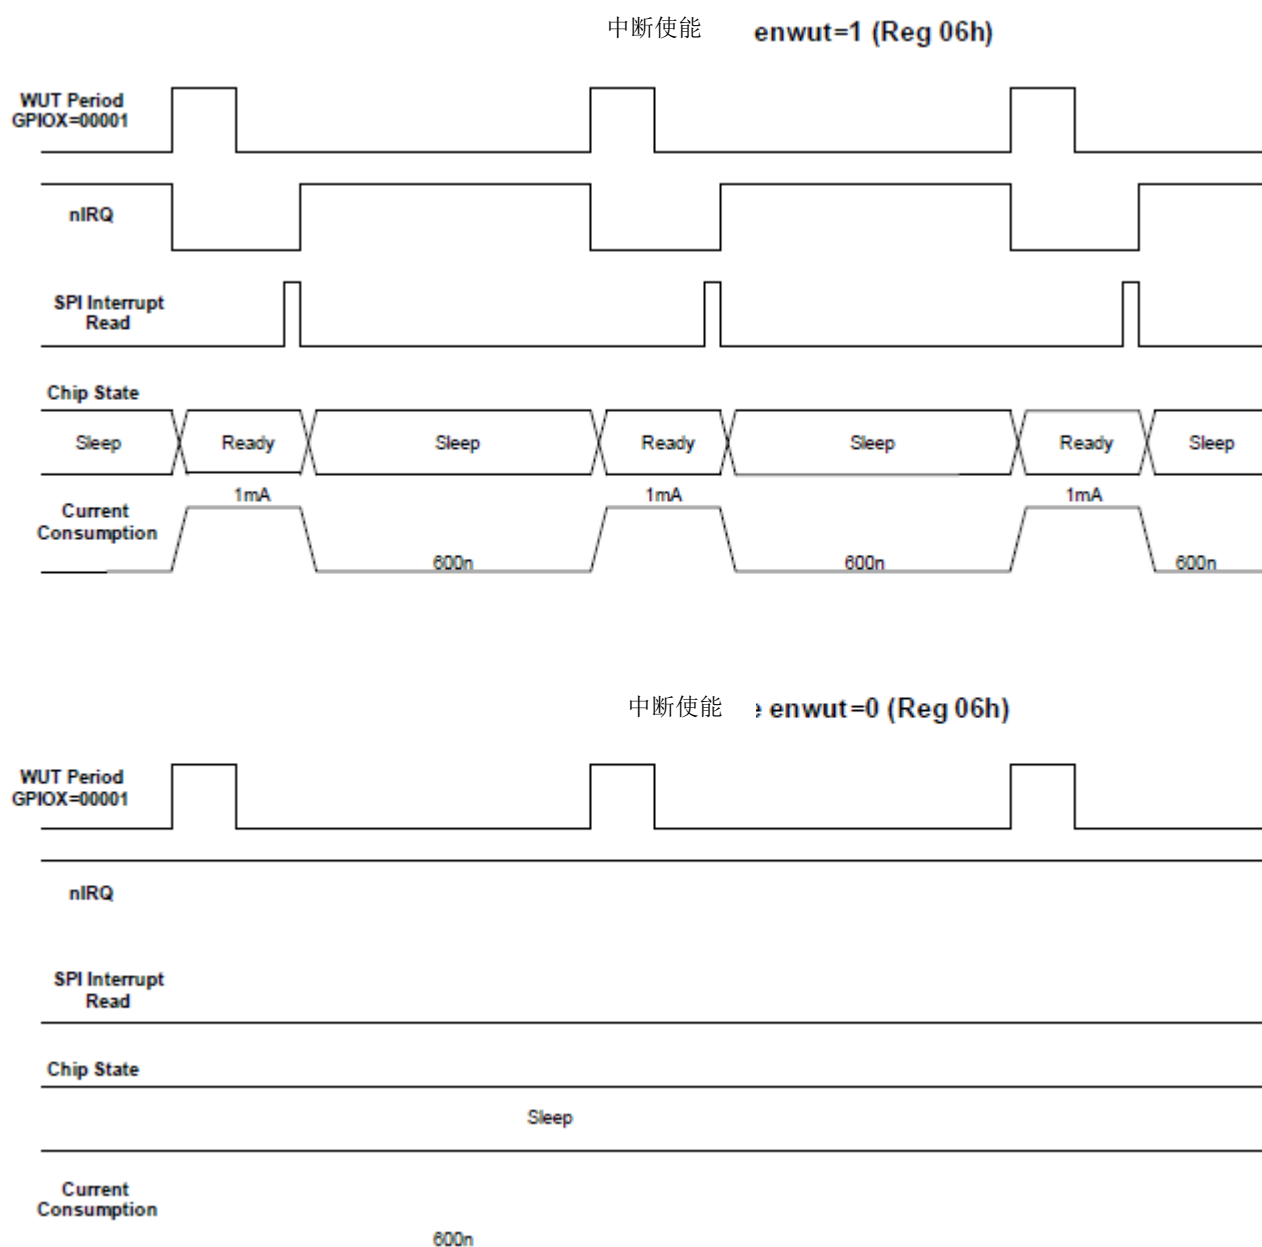 中断使能 enwut=1 (Reg 06h)
WUT Period
GPIOX=00001
nIRQ
SPI Interrupt
Read
Chip State
Sleep Ready Sleep Ready Sleep Ready Sleep
1mA 1mA 1mA
Current
Consumption
600n 600n 600n
中断使能 e enwut=0 (Reg 06h)
WUT Period
GPIOX=00001
nIRQ
SPI Interrupt
Read
Chip State
Sleep
Current
Consumption
600n